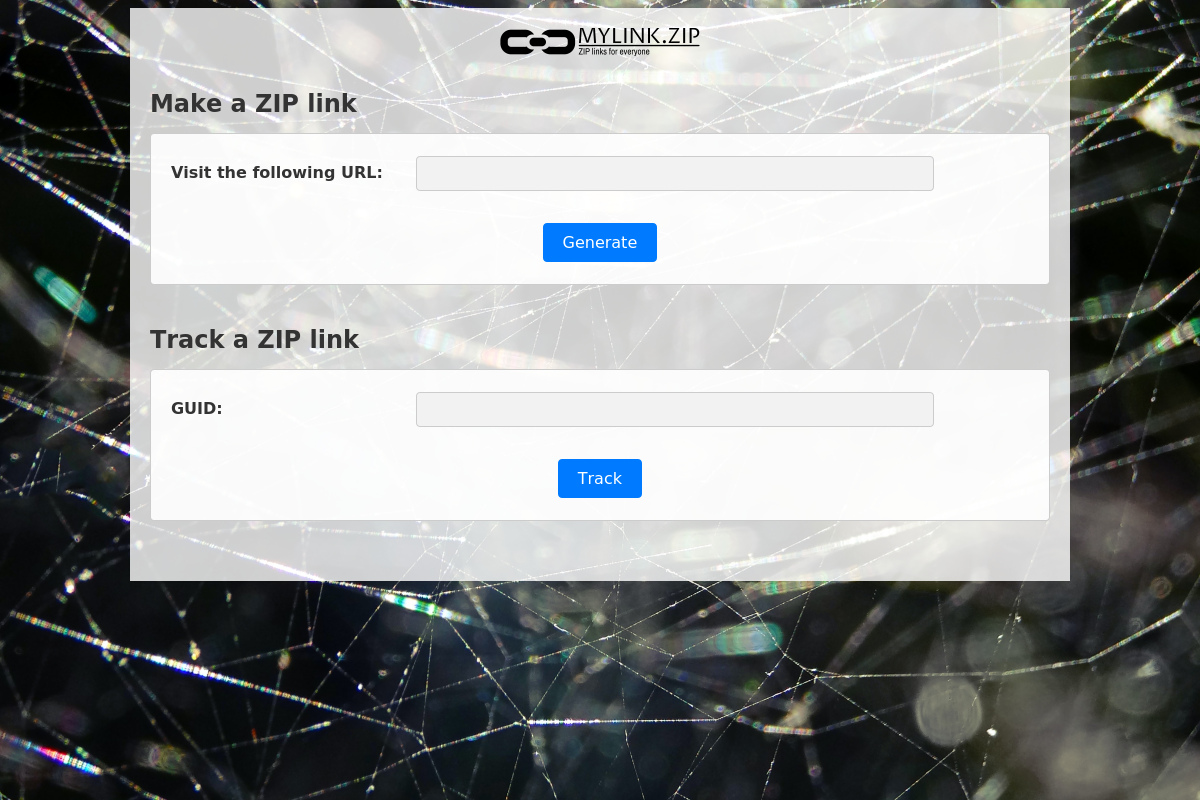 MYLINK.ZIP
ZIP links for everyone
Make a ZIP link
Visit the following URL:
Generate
Track a ZIP link
GUID:
Track